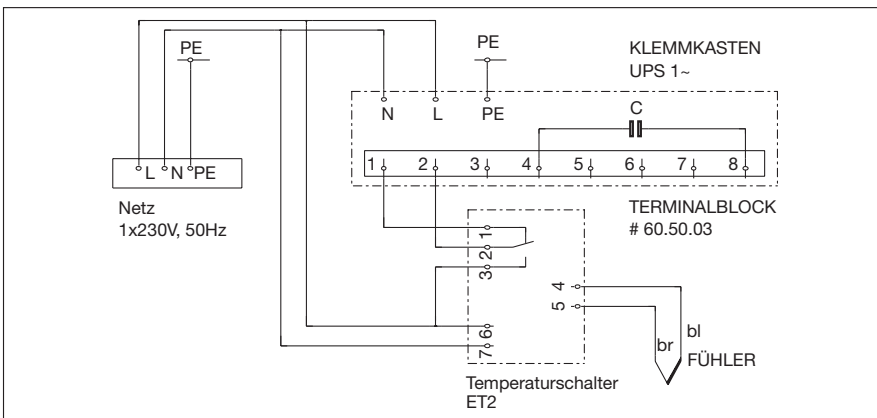 PE
PE
KLEMMKASTEN
UPS 1~
N
L
PE
C
1 2 3 4 5 6 7 8
L N PE
Netz
1x230V, 50Hz
TERMINALBLOCK
# 60.50.03
1
2
3
4
5
6
7
br
bl
FÜHLER
Temperaturschalter
ET2